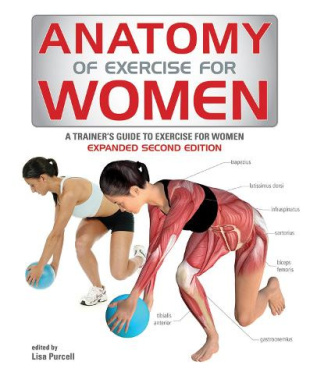 ANATOMY
OF EXERCISE FOR
WOMEN
A TRAINER'S GUIDE TO EXERCISE FOR WOMEN
EXPANDED SECOND EDITION
trapezius
latissimus dorsi
infraspinatus
sartorius
biceps
femoris
tibialis
anterior
gastrocnemius
edited by
Lisa Purcell